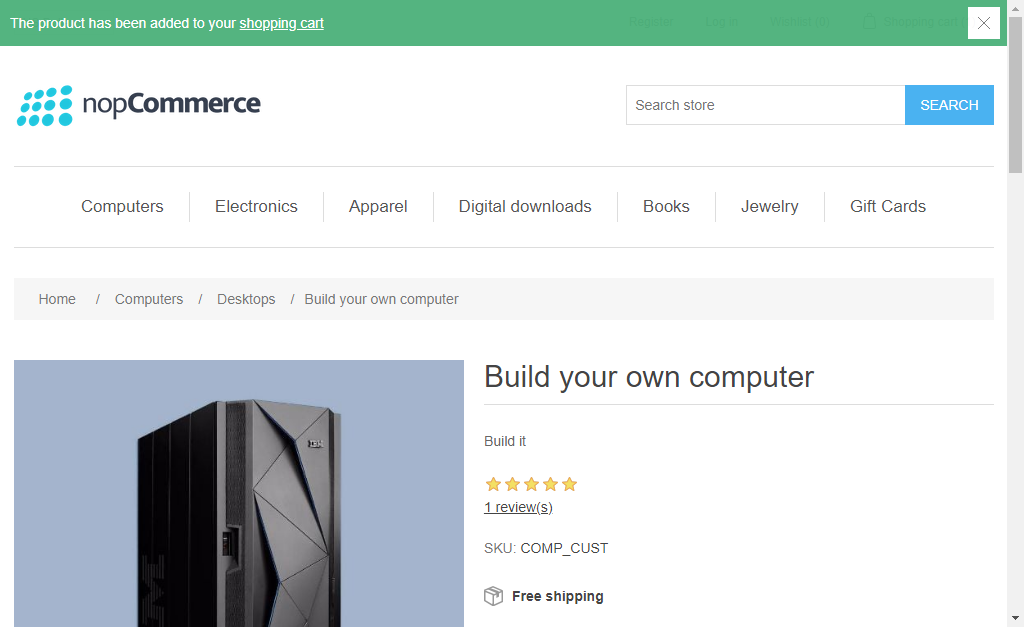 The product has been added to your shopping cart
Register Log in Wishlist (0) Shopping cart
nopCommerce
Search store
SEARCH
Computers
Electronics
Apparel
Digital downloads
Books
Jewelry
Gift Cards
Home / Computers / Desktops / Build your own computer
Build your own computer
IBM
Build it
1 review(s)
SKU: COMP_CUST
Free shipping